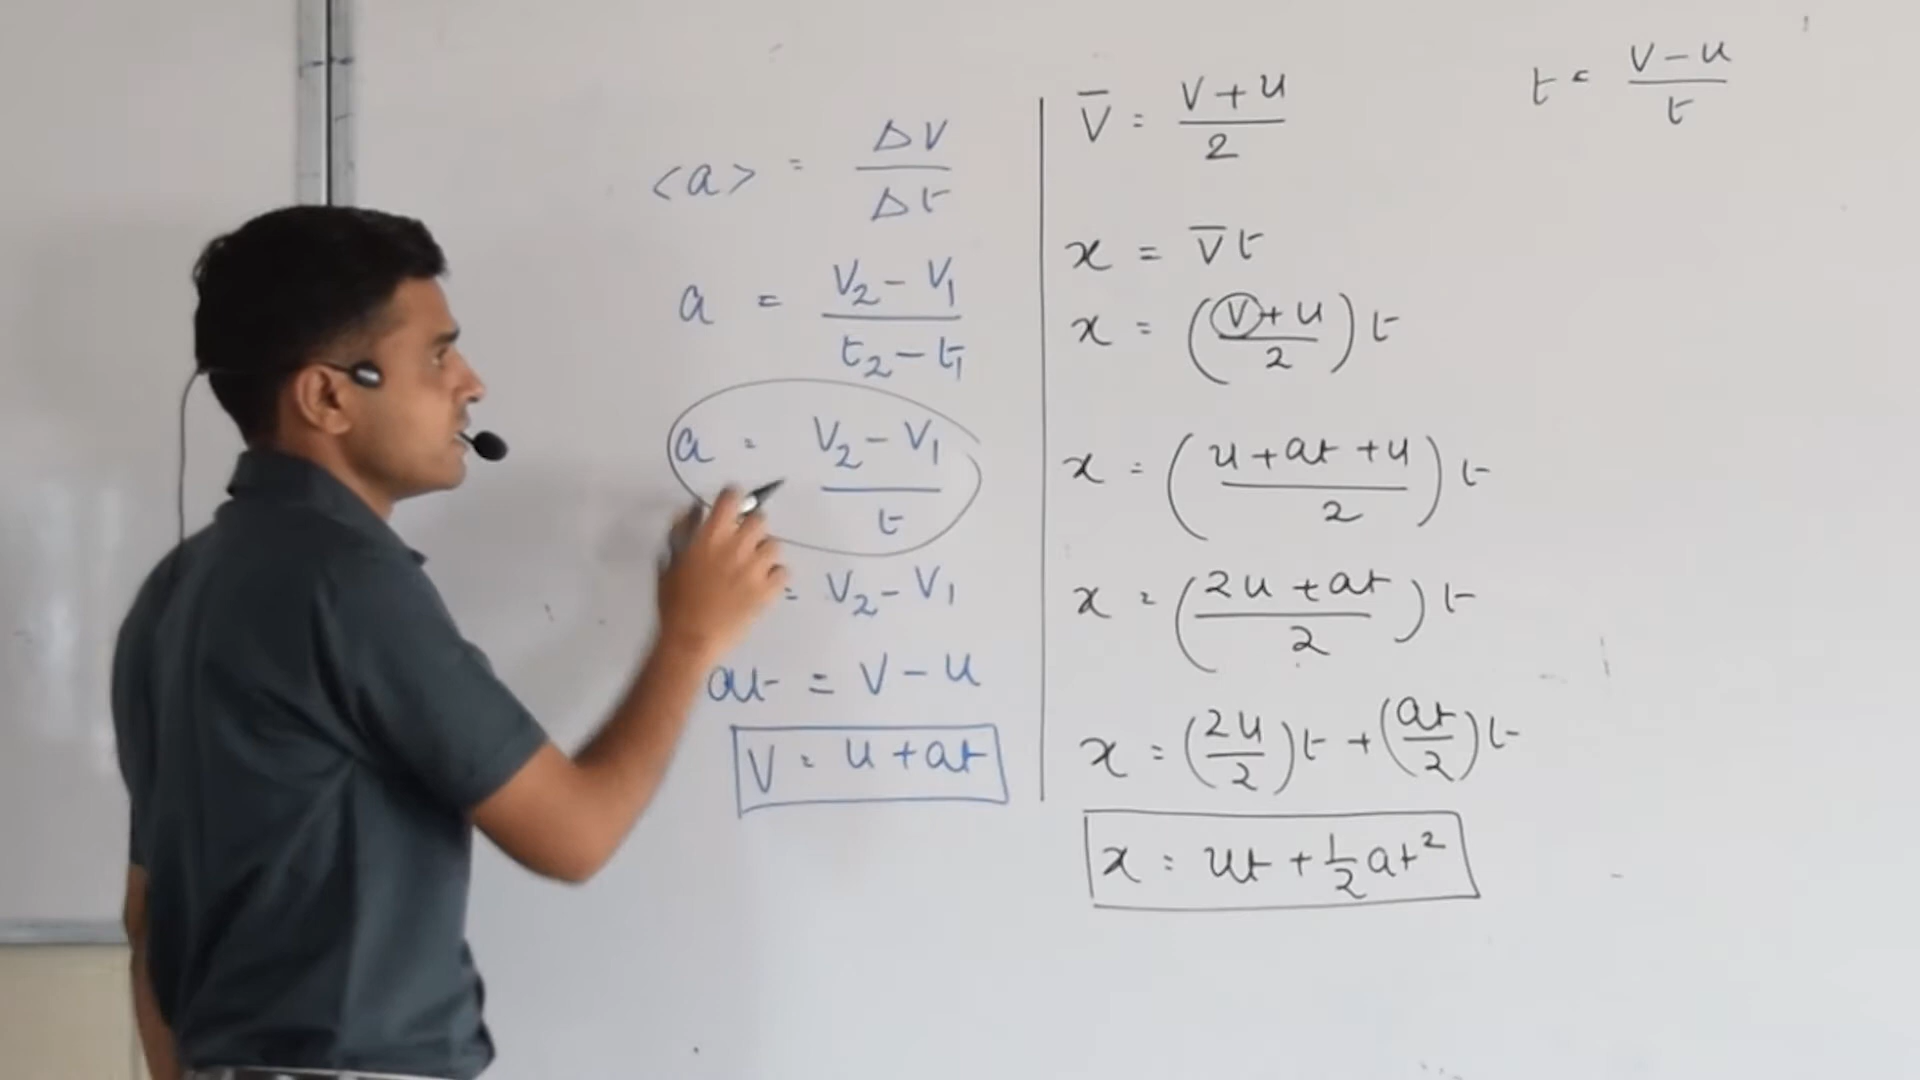 <a> = ΔV/Δt
a = V₂-V₁/t₂-t₁
a = V₂-V₁/t
= V₂-V₁
at = V-u
V = u+at
V̅ = V+u/2
x = V̅t
x = (V+u/2)t
x = (u+at+u/2)t
x = (2u+at/2)t
x = (2u/2)t+(at/2)t
x = ut+½at²
t = V-u/t